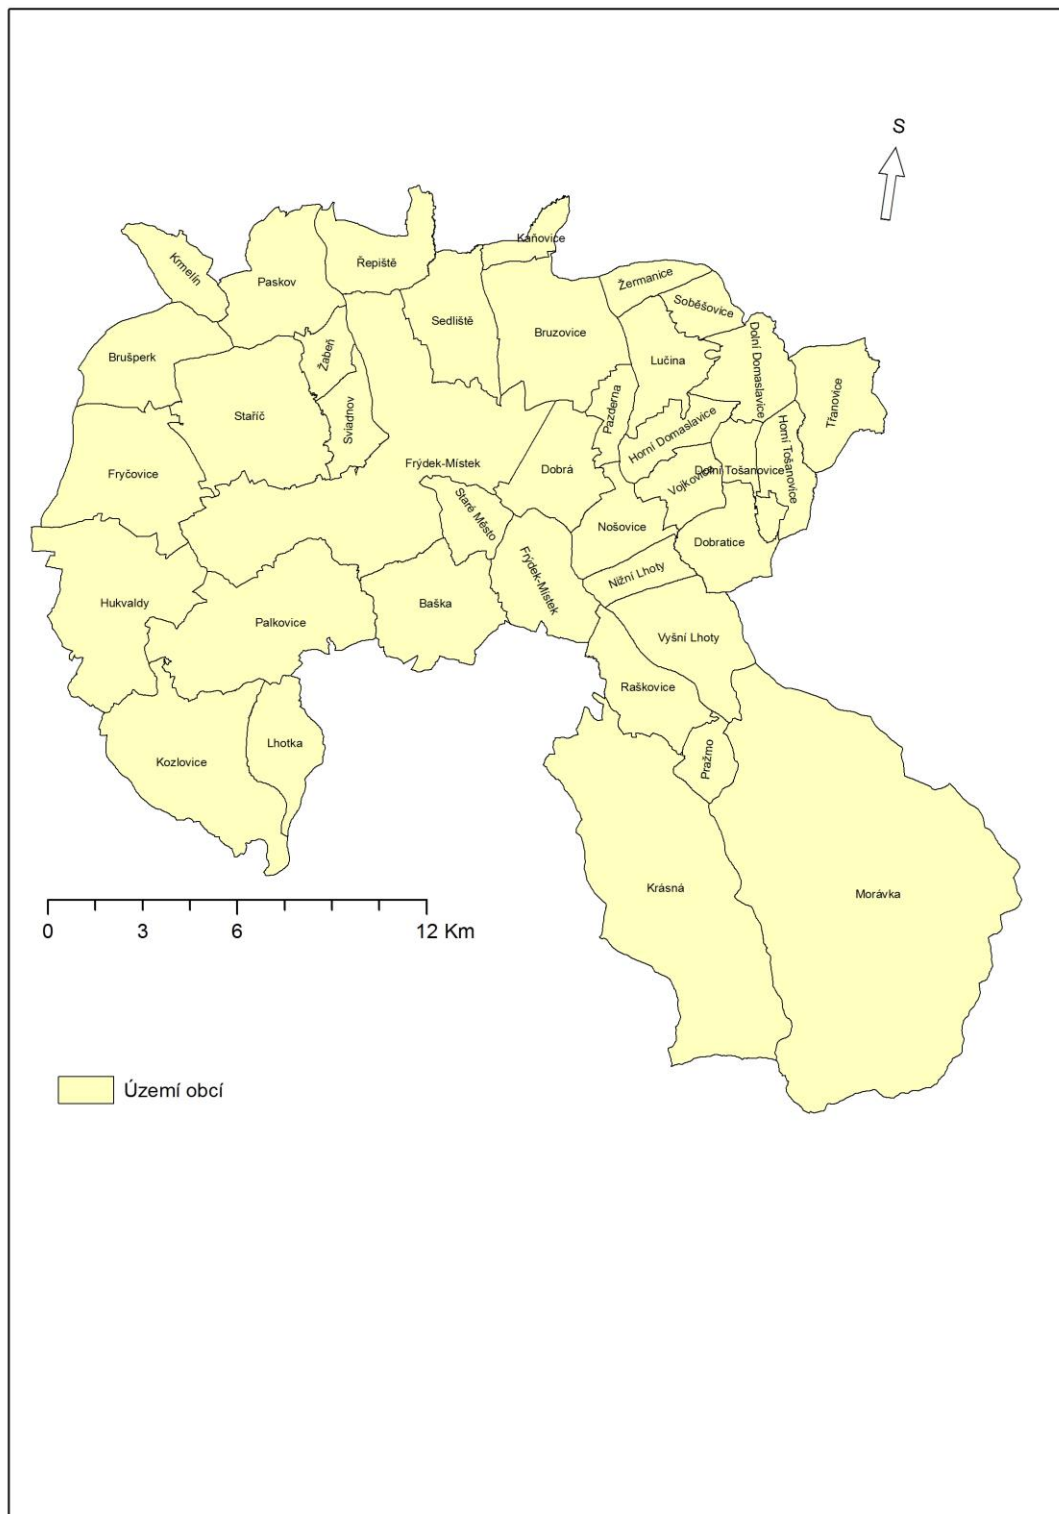 S
Kaňovice
Řepiště
Krmelín
Paskov
Žermanice
Soběšovice
Sedliště
Bruzovice
Dolní Domaslavice
Žabeň
Brušperk
Lučina
Třanovice
Sviadnov
Staříč
Pazderna
Horní Domaslavice
Horní Tošanovice
Frýdek-Místek
Dobrá
Dolní Tošanovice
Fryčovice
Vojkovice
Staré Město
Nošovice
Dobratice
Frýdek-Místek
Nižní Lhoty
Hukvaldy
Baška
Palkovice
Vyšní Lhoty
Raškovice
Lhotka
Kozlovice
Pražmo
Krásná
Morávka
0 3 6 12 Km
Území obcí